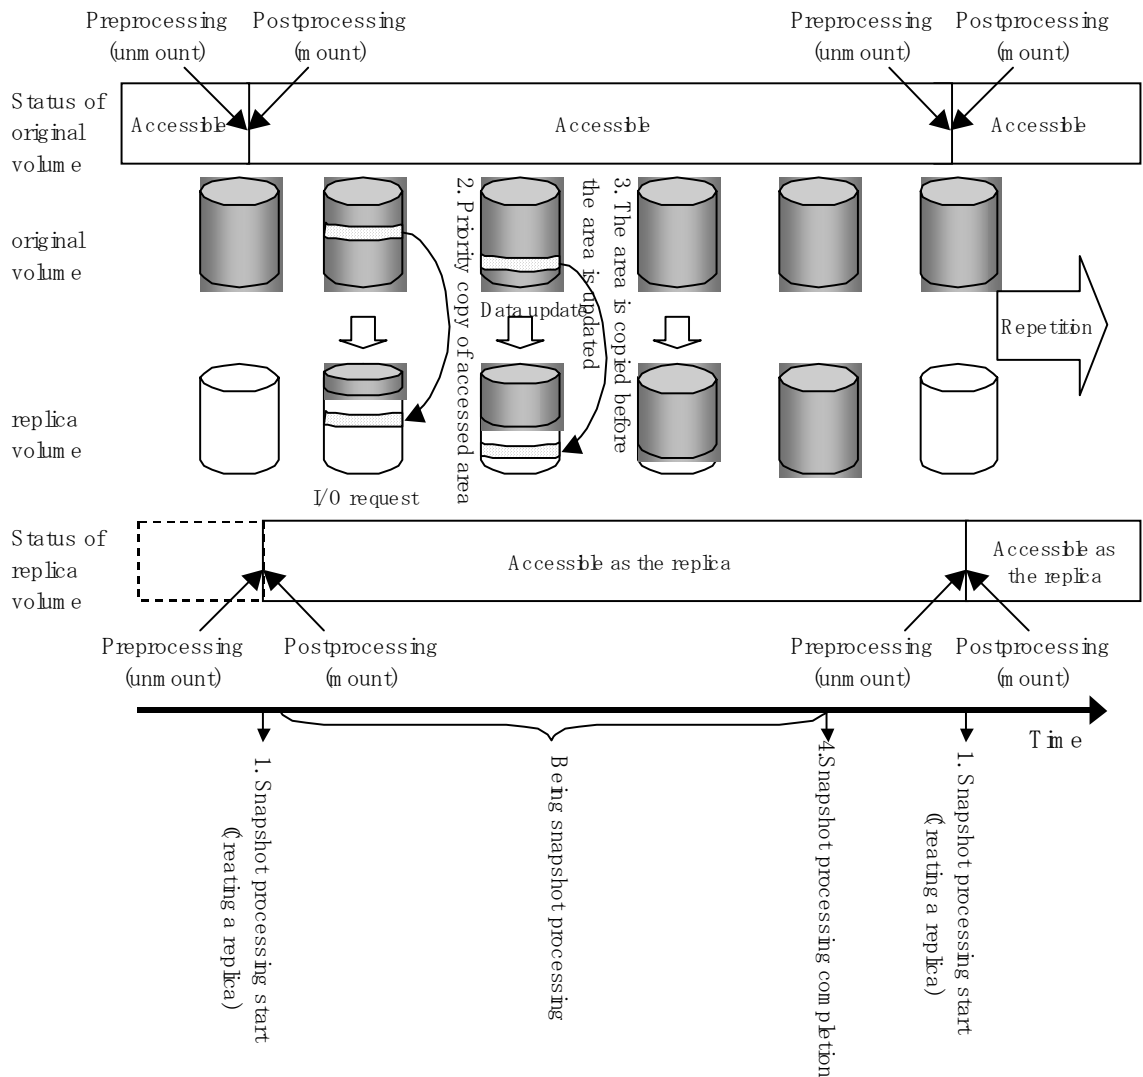 Preprocessing
(unmount)
Postprocessing
(mount)
Preprocessing
(unmount)
Postprocessing
(mount)
Status of
original
volume
Accessible
Accessible
Accessible
original
volume
2. Priority copy of accessed area
3. The area is copied before
the area is updated
Data update
Repetition
replica
volume
I/O request
Status of
replica
volume
Accessible as the replica
Accessible as
the replica
Preprocessing
(unmount)
Postprocessing
(mount)
Preprocessing
(unmount)
Postprocessing
(mount)
Time
1. Snapshot processing start
((Creating a replica)
Being snapshot processing
4.Snapshot processing completion
1. Snapshot processing start
((Creating a replica)